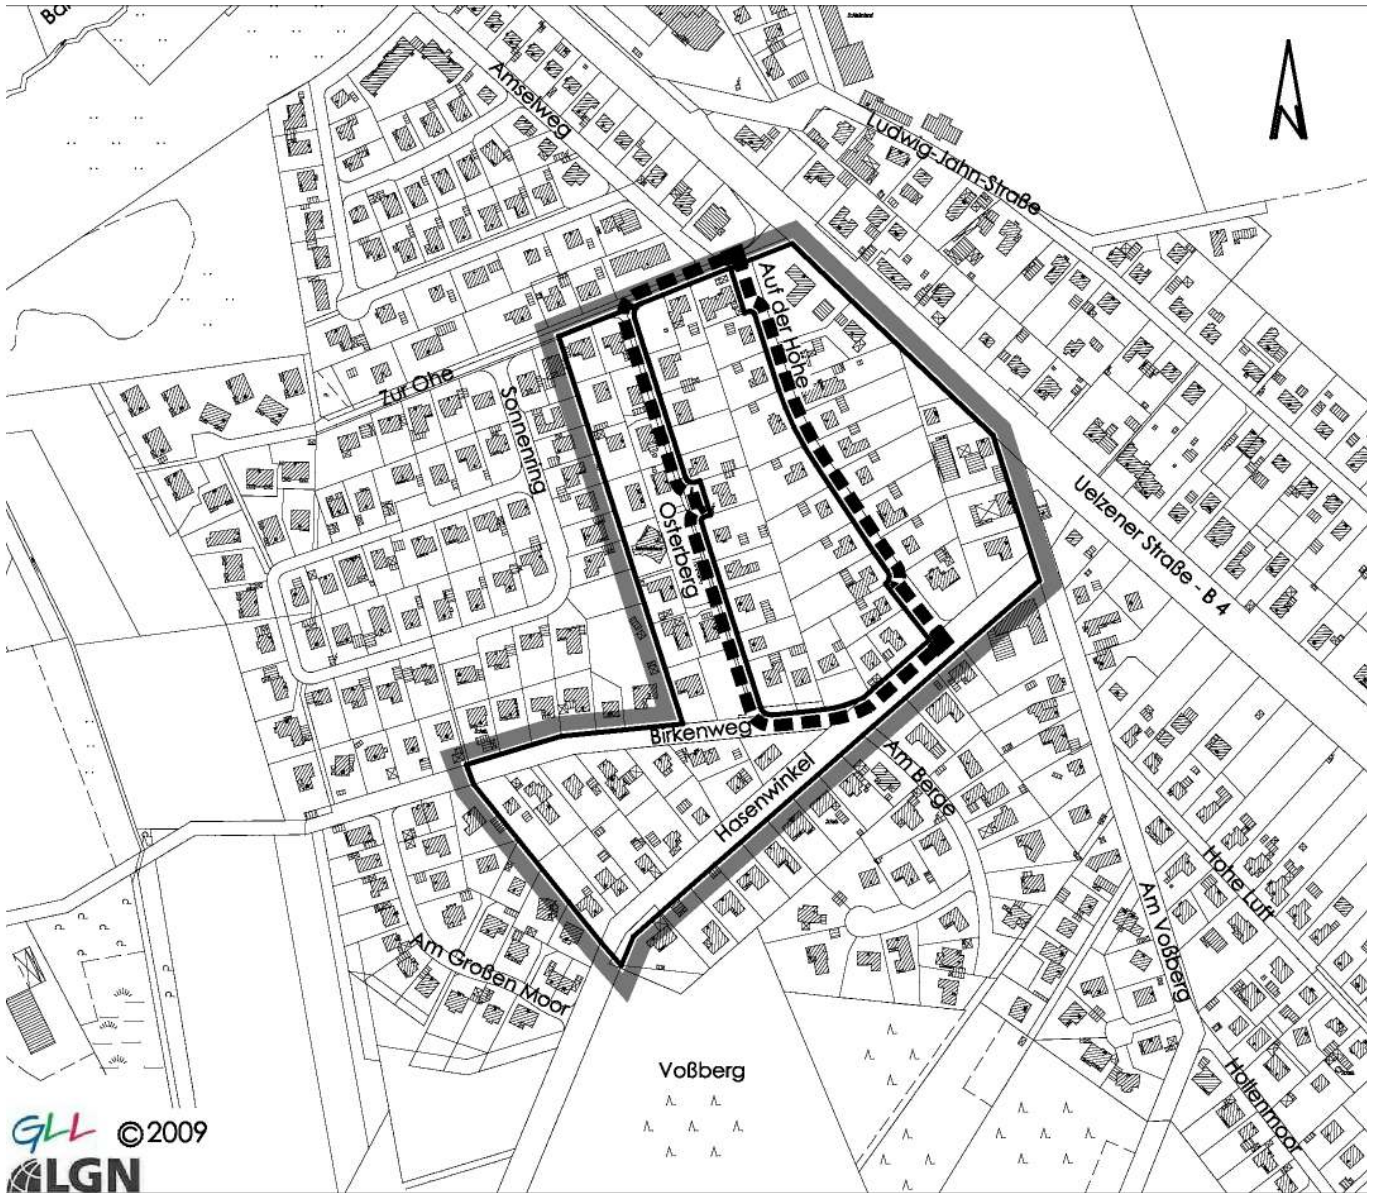 Amselweg
Ludwig-Jahn-Straße
N
Auf der Höhe
Zur Ohe
Sonnenring
Osterberg
Uelzener Straße - B 4
Birkenweg
Hasenwinkel
Am Berge
Hohe Luft
Am Voßberg
Am Großen Moor
Voßberg
Hollenmoor
GLL ©2009
LGN